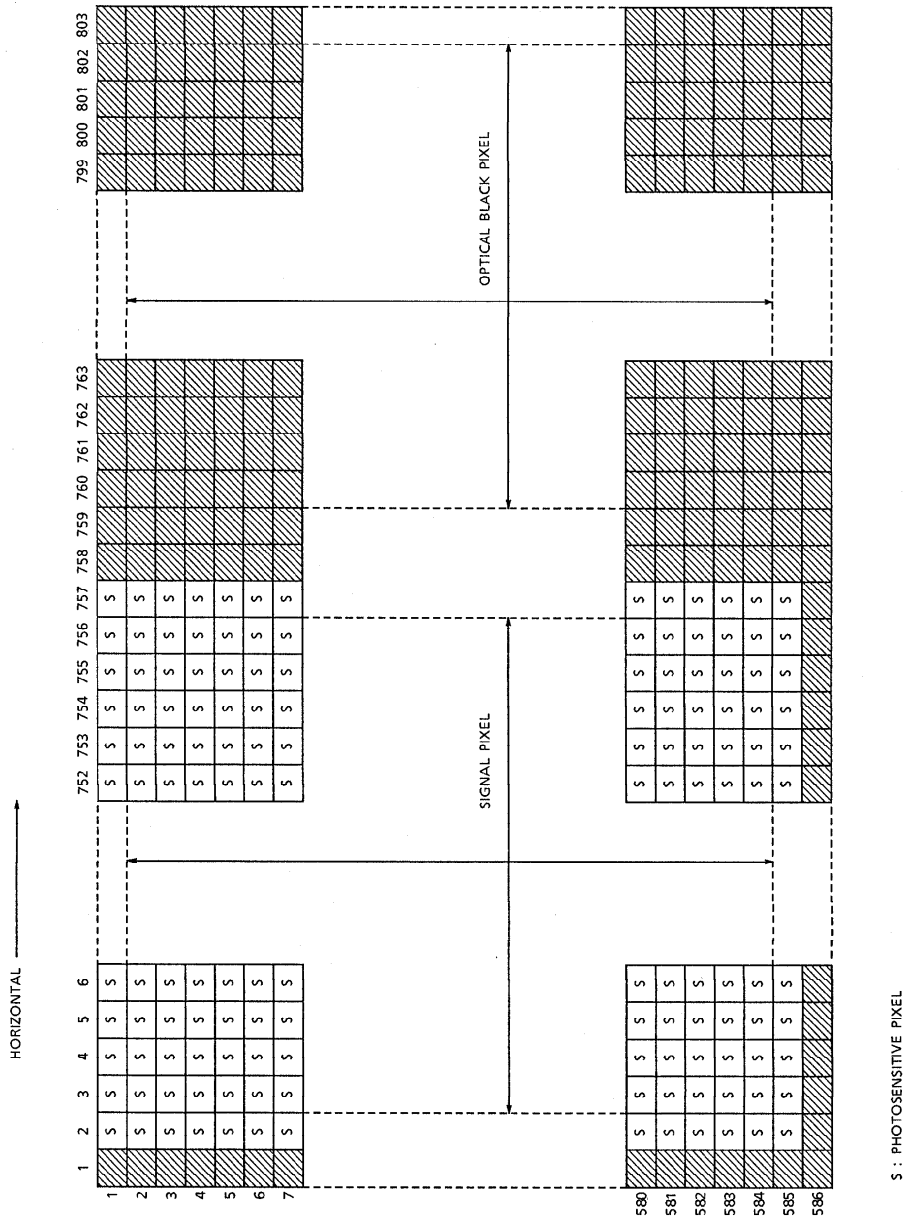 HORIZONTAL
1 2 3 4 5 6 752 753 754 755 756 757 758 759 760 761 762 763 799 800 801 802 803
1 S S S S S S S S S S S
2 S S S S S S S S S S S
3 S S S S S S S S S S S
4 S S S S S S S S S S S
5 S S S S S S S S S S S
6 S S S S S S S S S S S
7 S S S S S S S S S S S
SIGNAL PIXEL
OPTICAL BLACK PIXEL
580 S S S S S S S S S S S
581 S S S S S S S S S S S
582 S S S S S S S S S S S
583 S S S S S S S S S S S
584 S S S S S S S S S S S
585 S S S S S S S S S S S
586
S : PHOTOSENSITIVE PIXEL